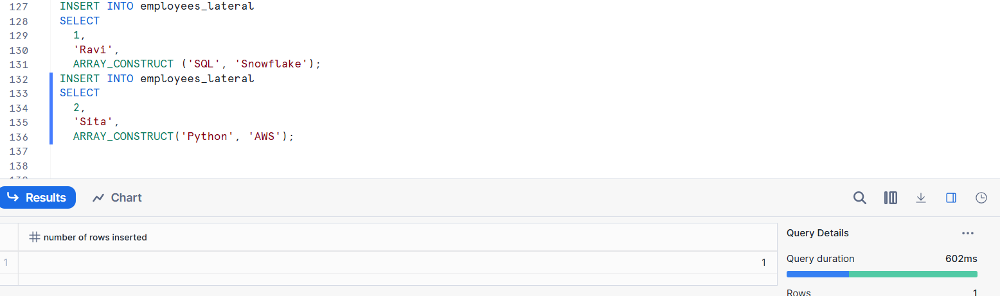 127 INSERT INTO employees_lateral
128 SELECT
129 1,
130 'Ravi',
131 ARRAY_CONSTRUCT ('SQL', 'Snowflake');
132 INSERT INTO employees_lateral
133 SELECT
134 2,
135 'Sita',
136 ARRAY_CONSTRUCT('Python', 'AWS');
137
138
Results Chart
number of rows inserted
1 1
Query Details
Query duration 602ms
Rows 1